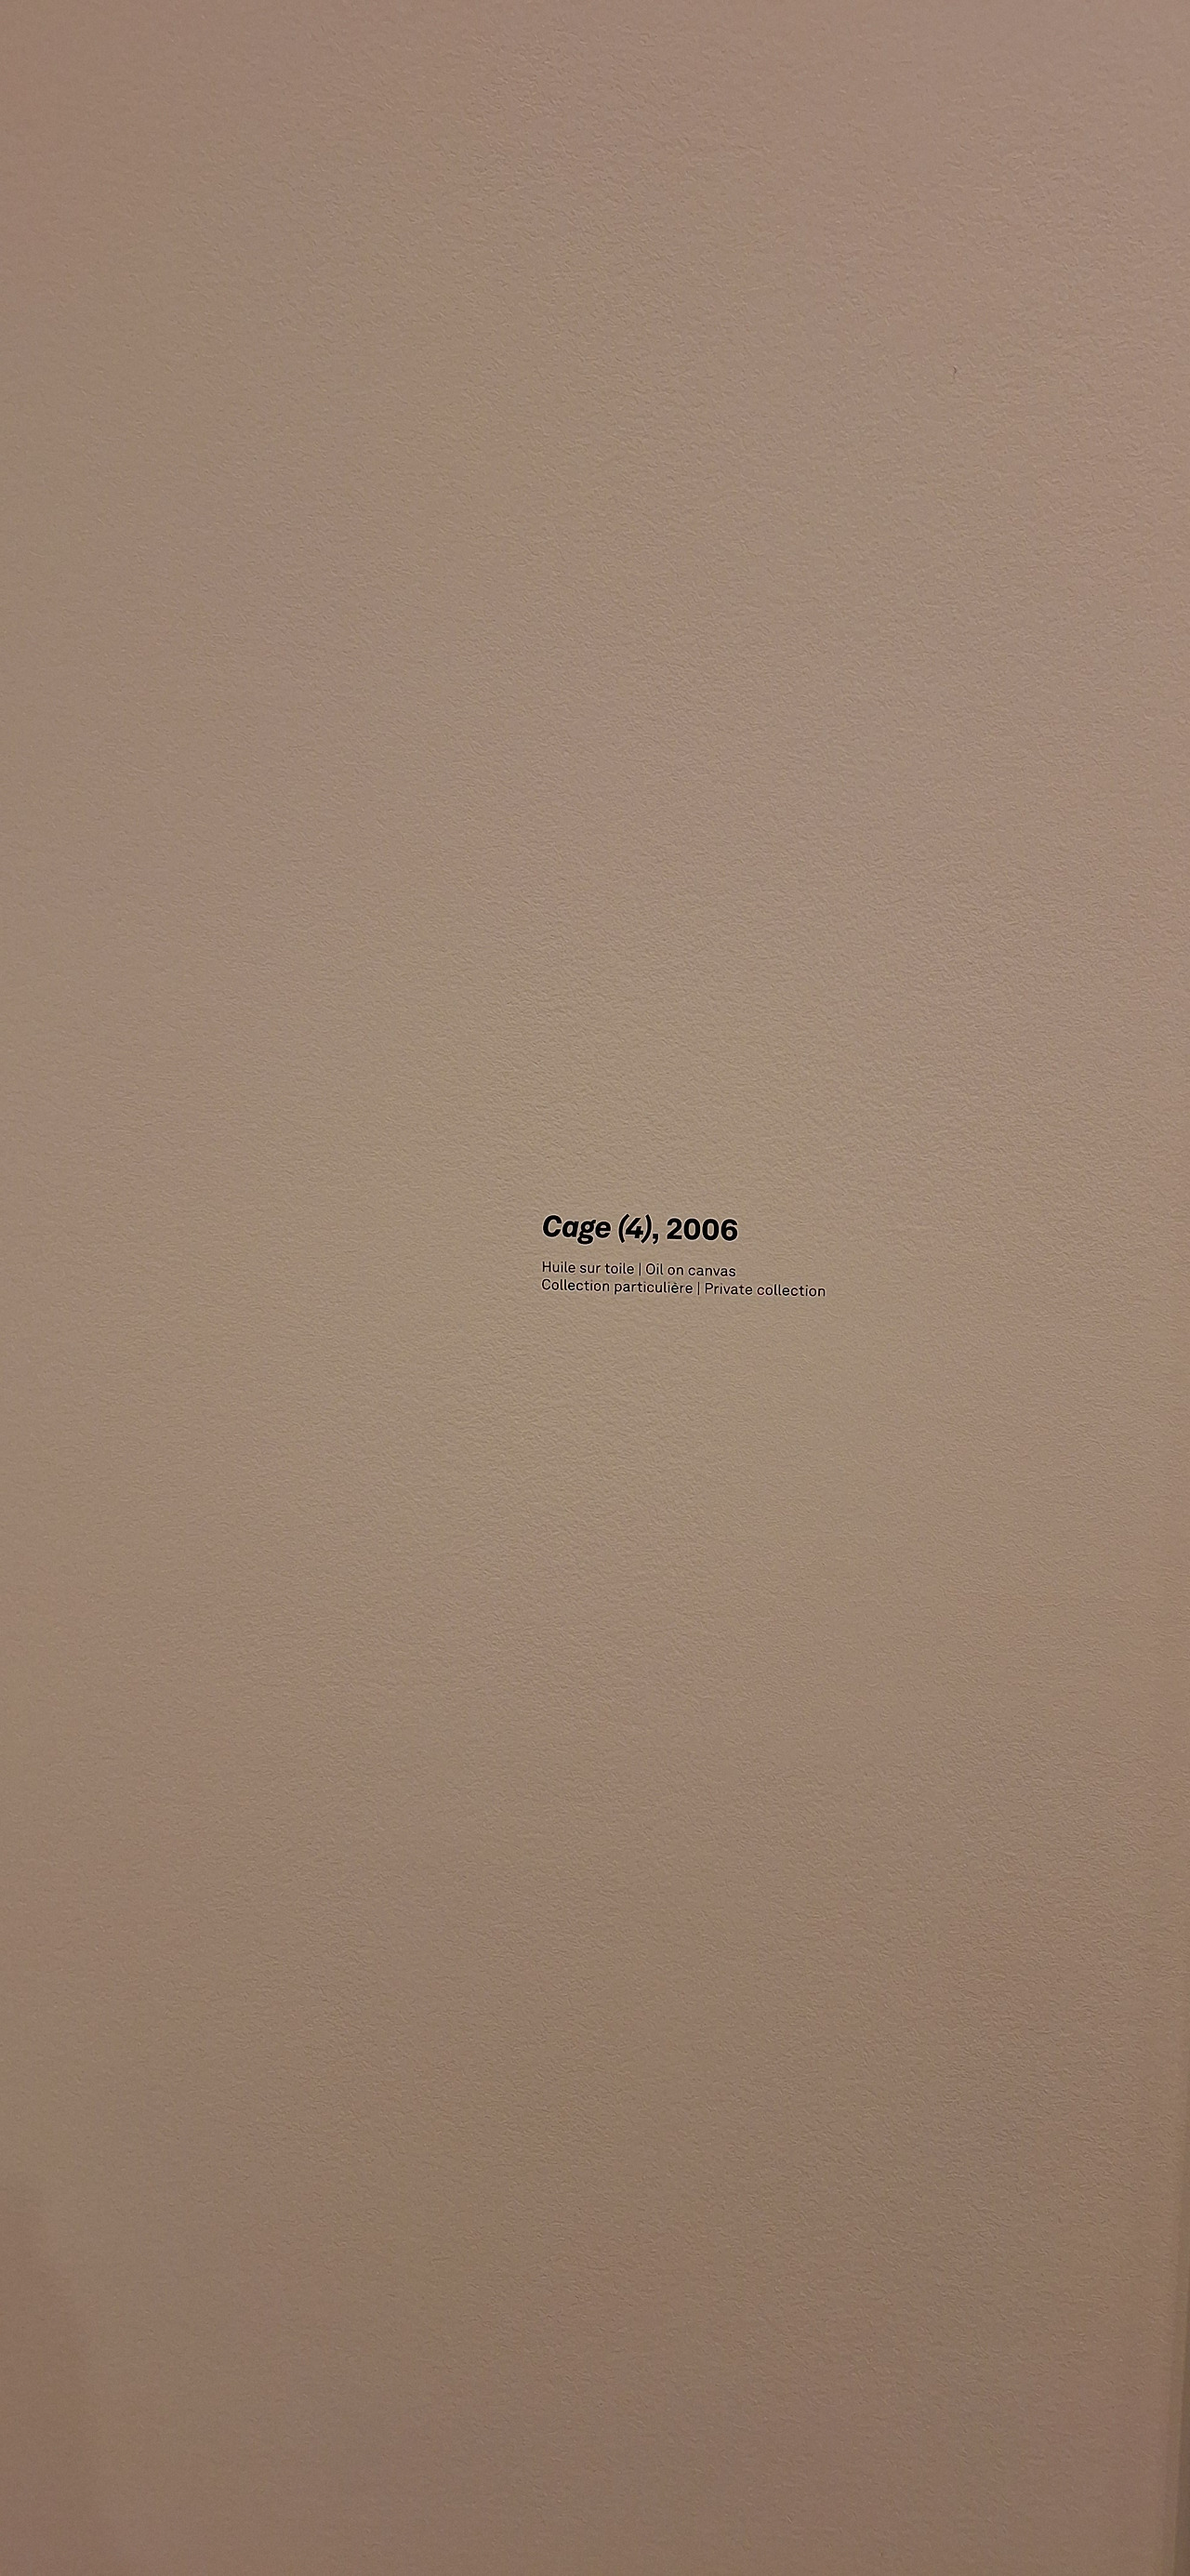 Cage (4), 2006
Huile sur toile | Oil on canvas
Collection particulière | Private collection